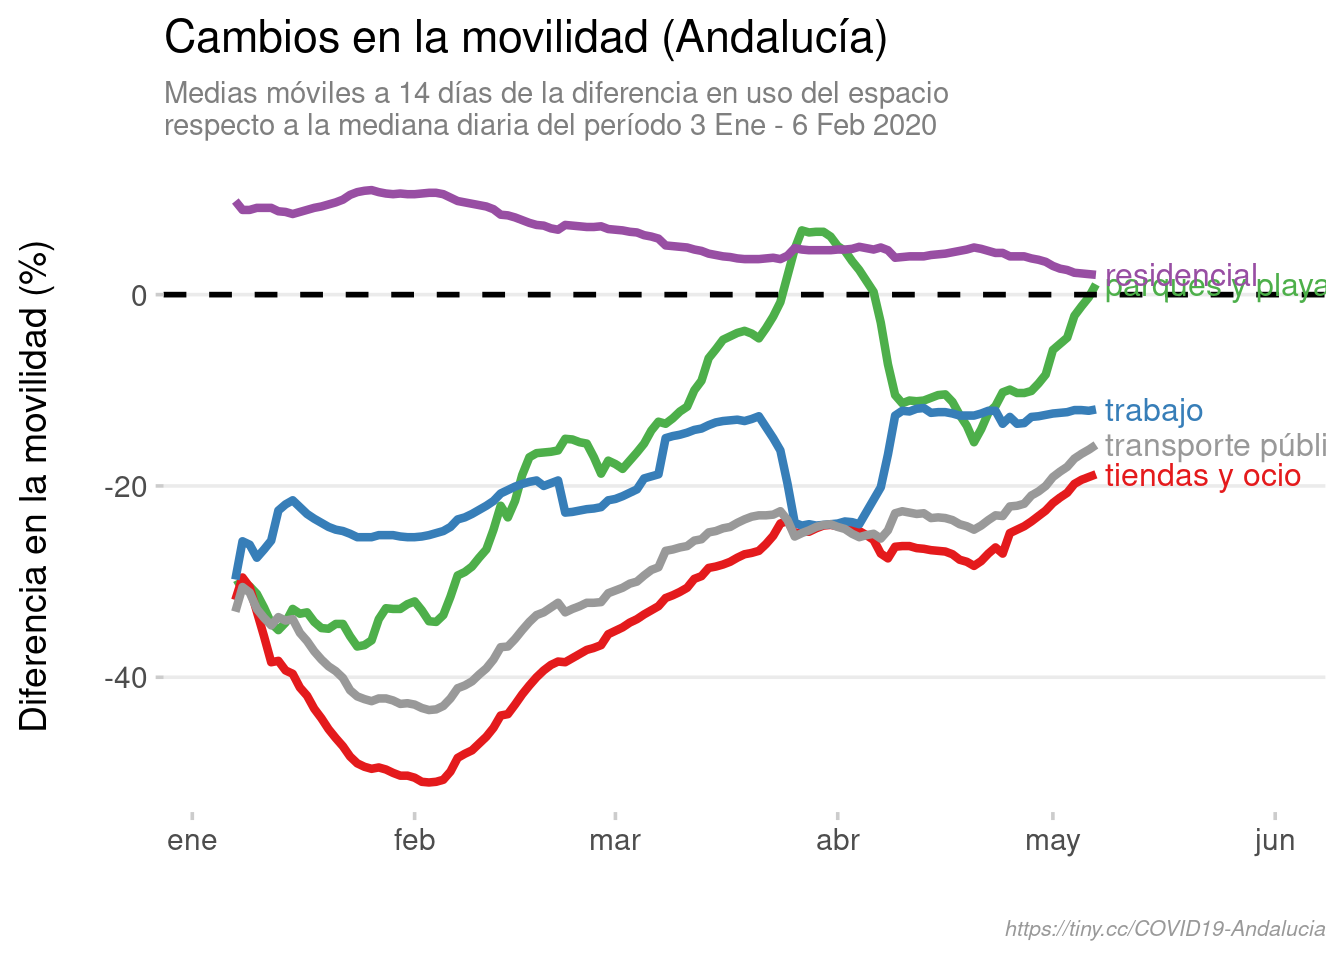 Cambios en la movilidad (Andalucía)
Medias móviles a 14 días de la diferencia en uso del espacio
respecto a la mediana diaria del período 3 Ene - 6 Feb 2020
Diferencia en la movilidad (%)
0
-20
-40
residencial
parques y playa
trabajo
transporte públi
tiendas y ocio
ene feb mar abr may jun
https://tiny.cc/COVID19-Andalucia